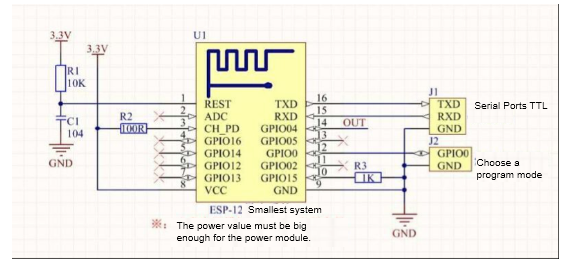 U1
3.3V
3.3V
R1
10K
C1
104
GND
R2
100R
1 REST TXD 16
2 ADC RXD 15
3 CH_PD GPIO04 14 OUT
4 GPIO16 GPIO05 13
5 GPIO14 GPIO0 12
6 GPIO12 GPIO02 11
7 GPIO13 GPIO15 10
8 VCC GND 9
R3
1K
J1
TXD
RXD
GND
Serial Ports TTL
J2
GPIO0
GND
Choose a
program mode
GND
ESP-12 Smallest system
※: The power value must be big
enough for the power module.